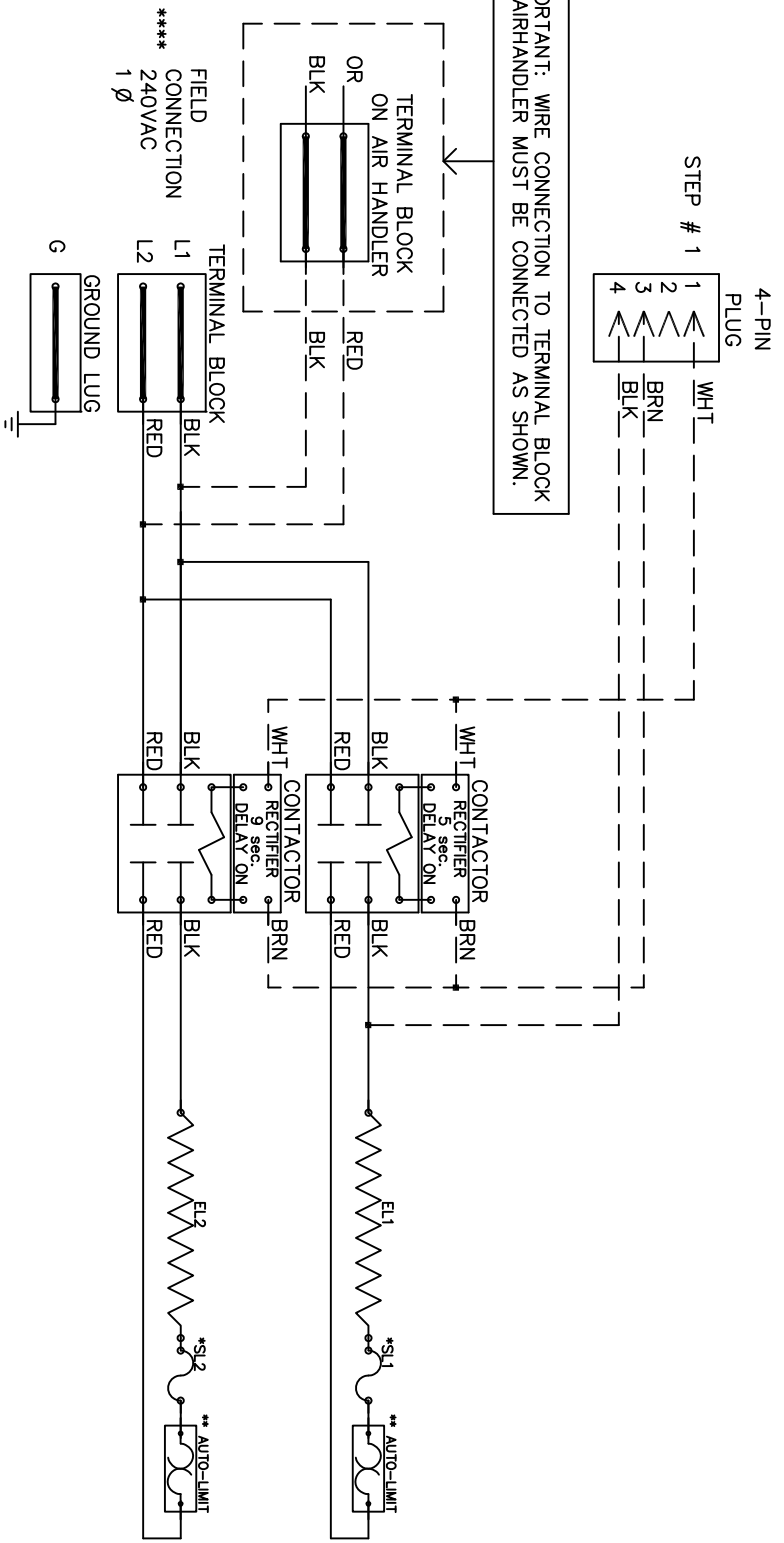 4-PIN
PLUG
STEP # 1
1
2
3
4
WHT
BRN
BLK
ORTANT: WIRE CONNECTION TO TERMINAL BLOCK
AIRHANDLER MUST BE CONNECTED AS SHOWN.
TERMINAL BLOCK
ON AIR HANDLER
OR
BLK
RED
BLK
****
FIELD
CONNECTION
240VAC
1 Ø
TERMINAL BLOCK
L1
L2
BLK
RED
GROUND LUG
G
CONTACTOR
WHT
RECTIFIER
5 sec.
DELAY ON
BRN
BLK
RED
BLK
RED
EL1
*SL1
** AUTO-LIMIT
CONTACTOR
WHT
RECTIFIER
9 sec.
DELAY ON
BRN
BLK
RED
BLK
RED
EL2
*SL2
** AUTO-LIMIT